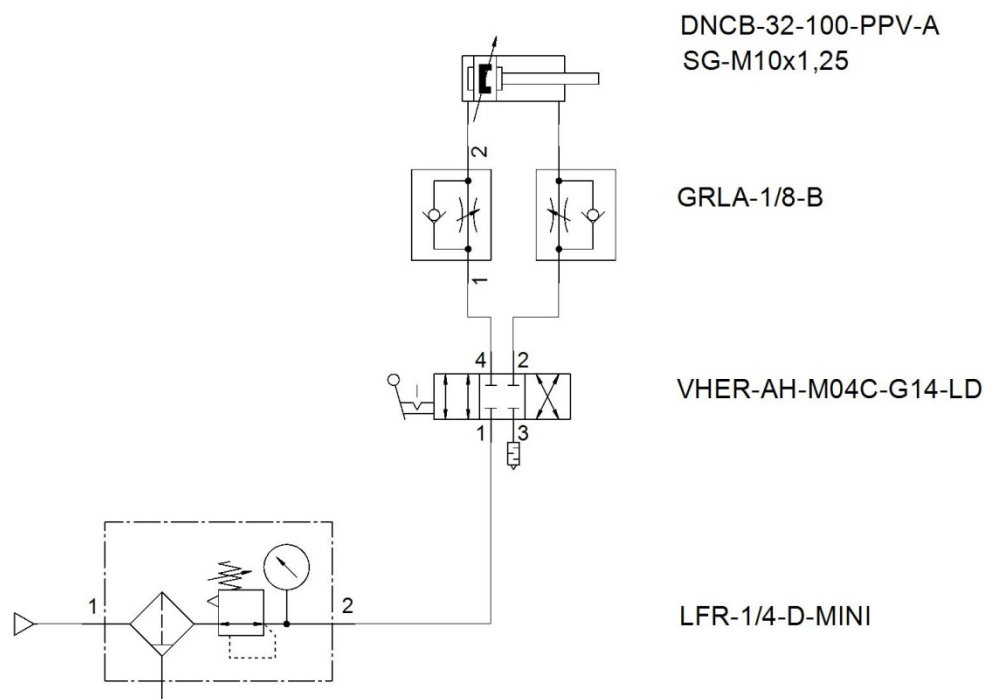 DNCB-32-100-PPV-A
SG-M10x1,25
2
GRLA-1/8-B
1
4 2
VHER-AH-M04C-G14-LD
1 3
1 2
LFR-1/4-D-MINI